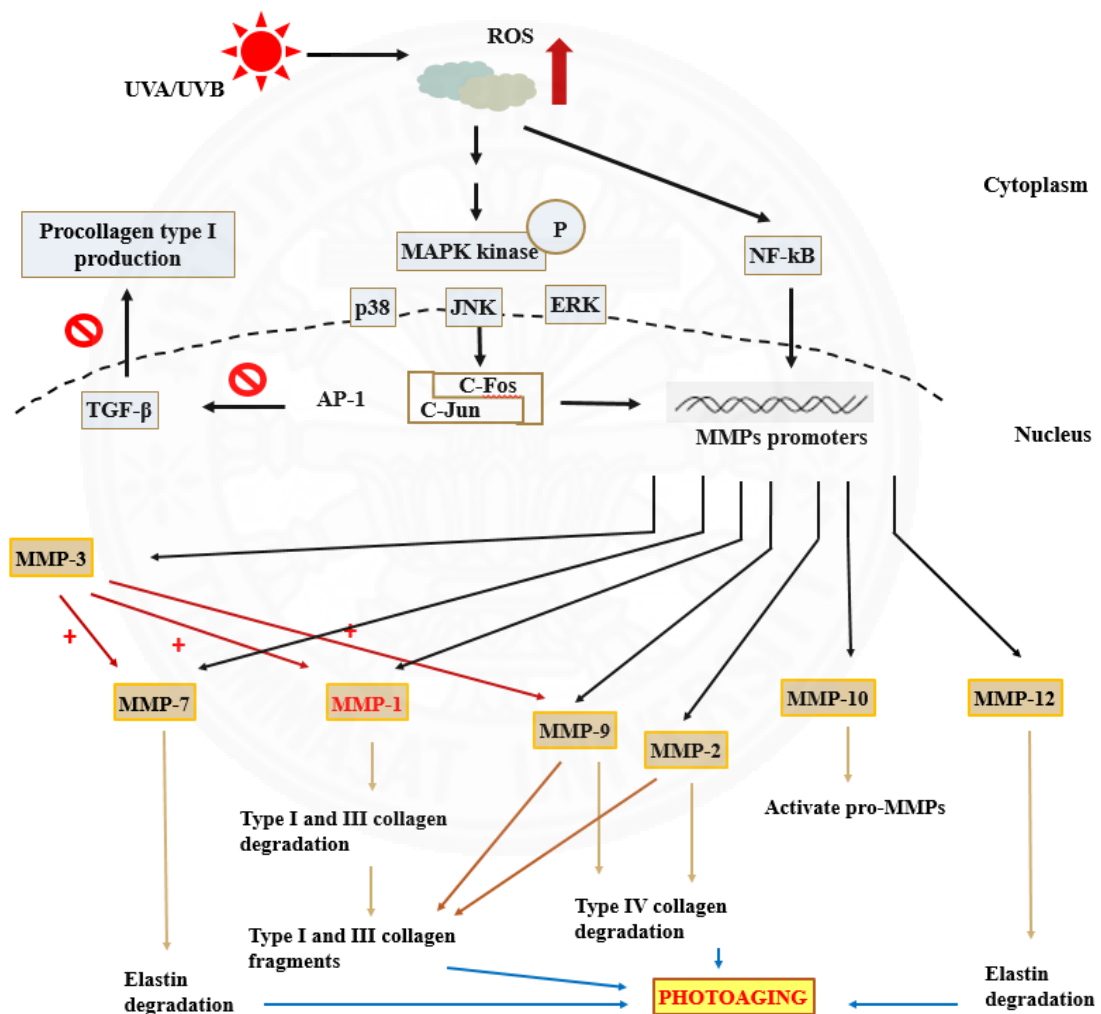 ROS
UVA/UVB
Cytoplasm
Procollagen type I
production
P
MAPK kinase
NF-kB
p38
JNK
ERK
TGF-β
AP-1
C-Fos
C-Jun
MMPs promoters
Nucleus
MMP-3
+
+
+
MMP-7
MMP-1
MMP-9
MMP-2
MMP-10
MMP-12
Type I and III collagen
degradation
Activate pro-MMPs
Type I and III collagen
fragments
Type IV collagen
degradation
Elastin
degradation
PHOTOAGING
Elastin
degradation